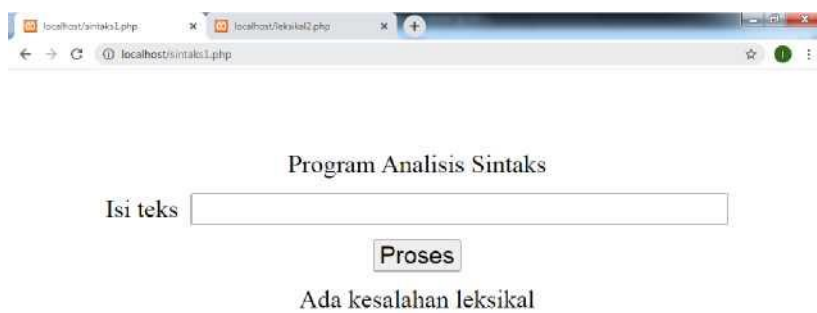 localhost/sintaks1.php
localhost/leksikal2.php
localhost/sintaks1.php
Program Analisis Sintaks
Isi teks
Proses
Ada kesalahan leksikal